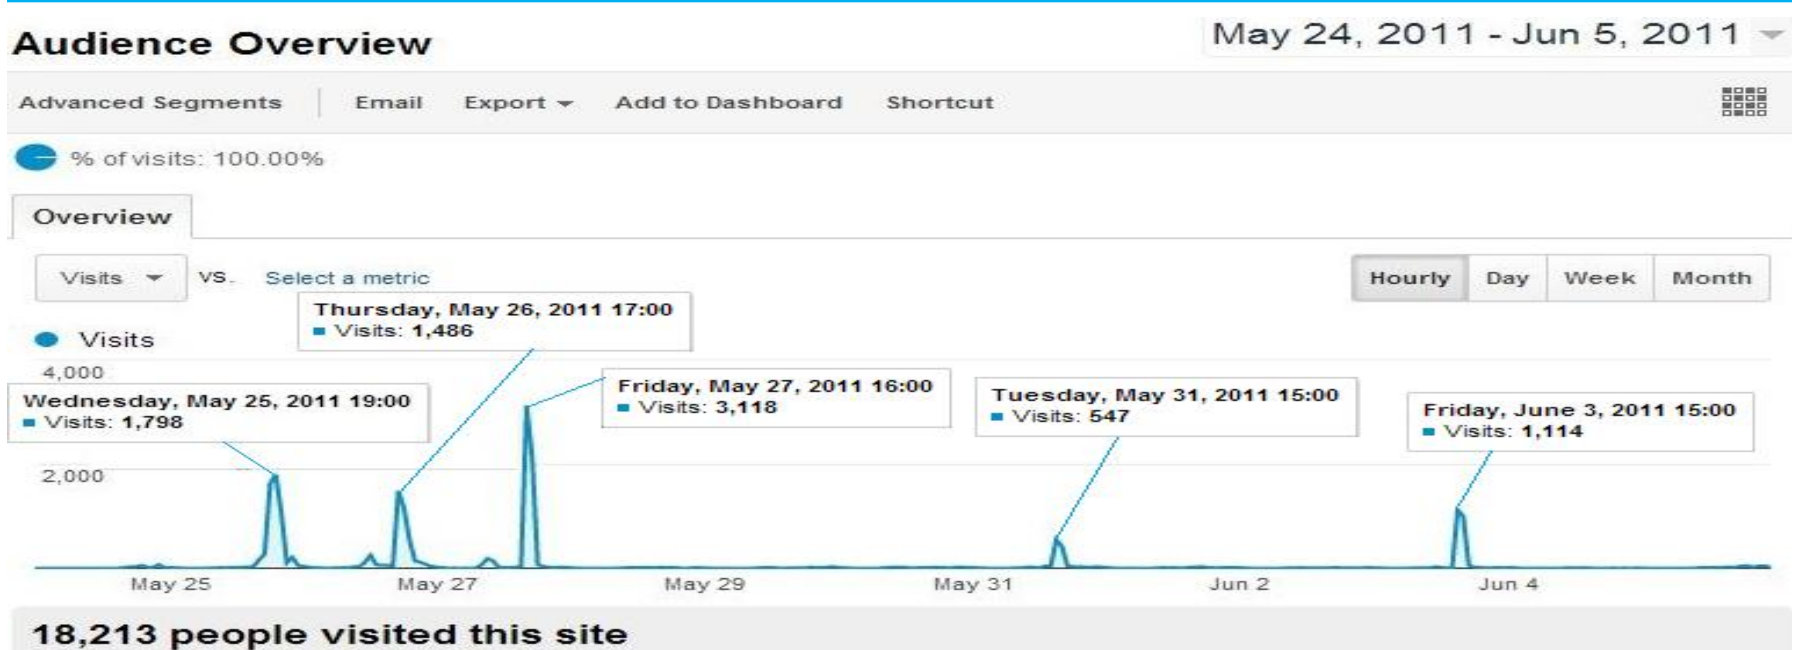 Audience Overview
May 24, 2011 - Jun 5, 2011
Advanced Segments Email Export Add to Dashboard Shortcut
% of visits: 100.00%
Overview
Visits VS. Select a metric
Hourly Day Week Month
Thursday, May 26, 2011 17:00
Visits: 1,486
Visits
4,000
Wednesday, May 25, 2011 19:00
Visits: 1,798
Friday, May 27, 2011 16:00
Visits: 3,118
Tuesday, May 31, 2011 15:00
Visits: 547
Friday, June 3, 2011 15:00
Visits: 1,114
2,000
May 25 May 27 May 29 May 31 Jun 2 Jun 4
18,213 people visited this site